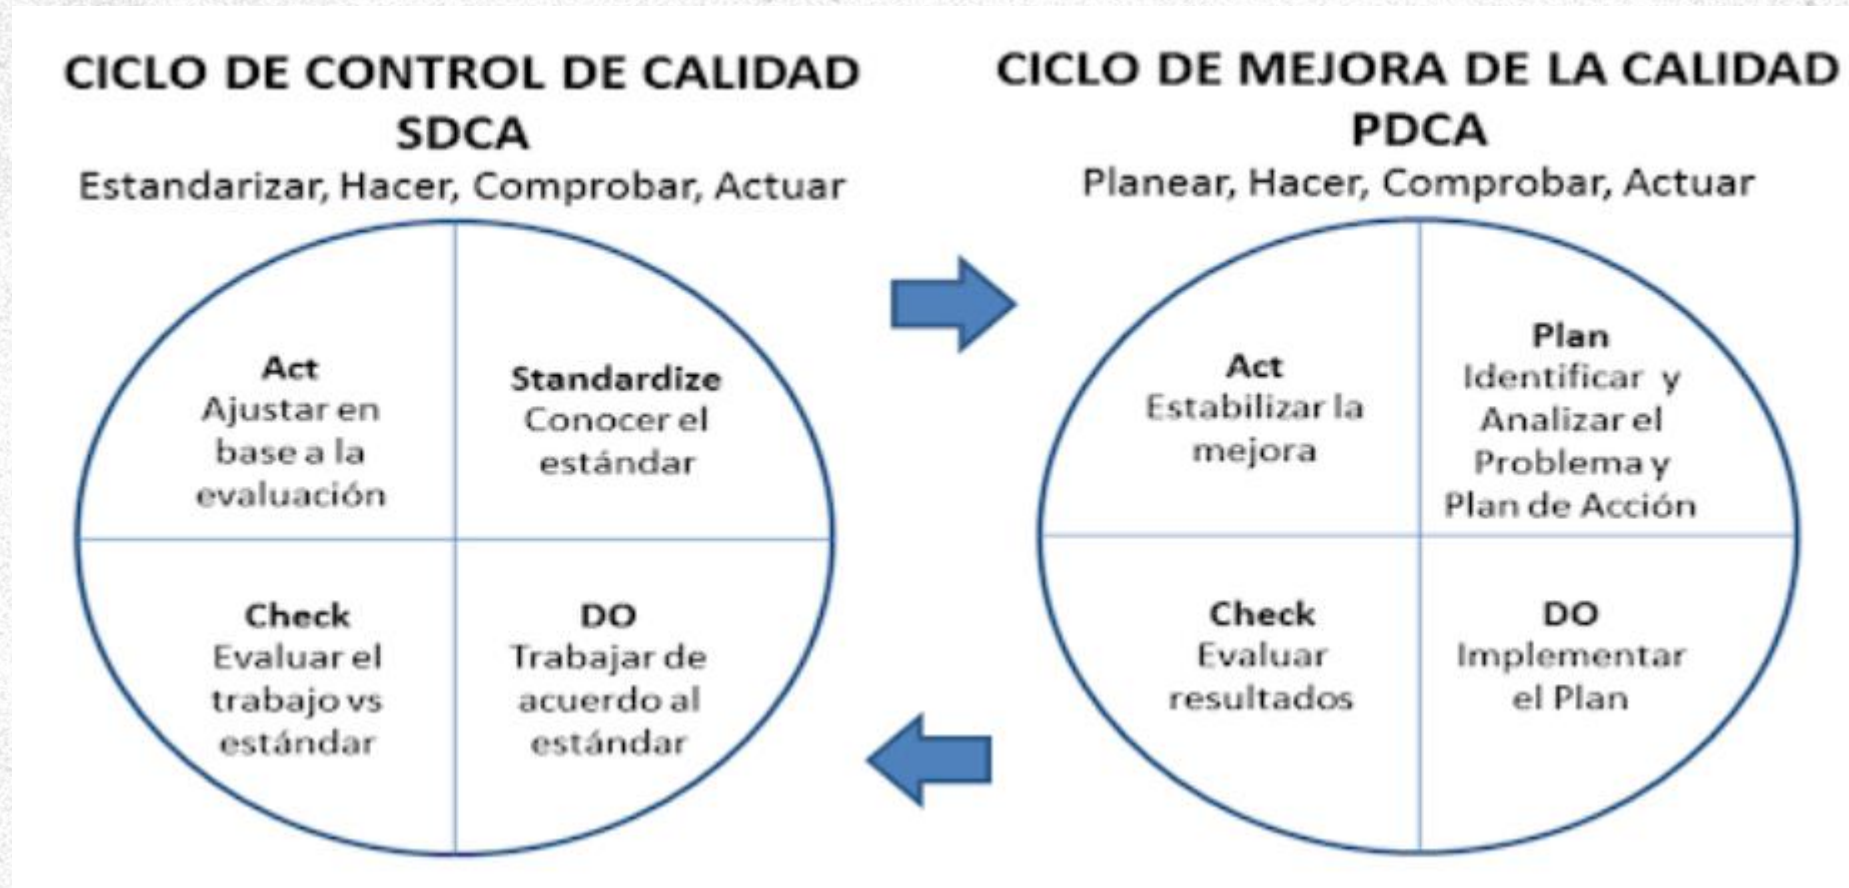 CICLO DE CONTROL DE CALIDAD
SDCA
Estandarizar, Hacer, Comprobar, Actuar
Act
Ajustar en
base a la
evaluación
Standardize
Conocer el
estándar
Check
Evaluar el
trabajo vs
estándar
DO
Trabajar de
acuerdo al
estándar
CICLO DE MEJORA DE LA CALIDAD
PDCA
Planear, Hacer, Comprobar, Actuar
Act
Estabilizar la
mejora
Plan
Identificar y
Analizar el
Problema y
Plan de Acción
Check
Evaluar
resultados
DO
Implementar
el Plan